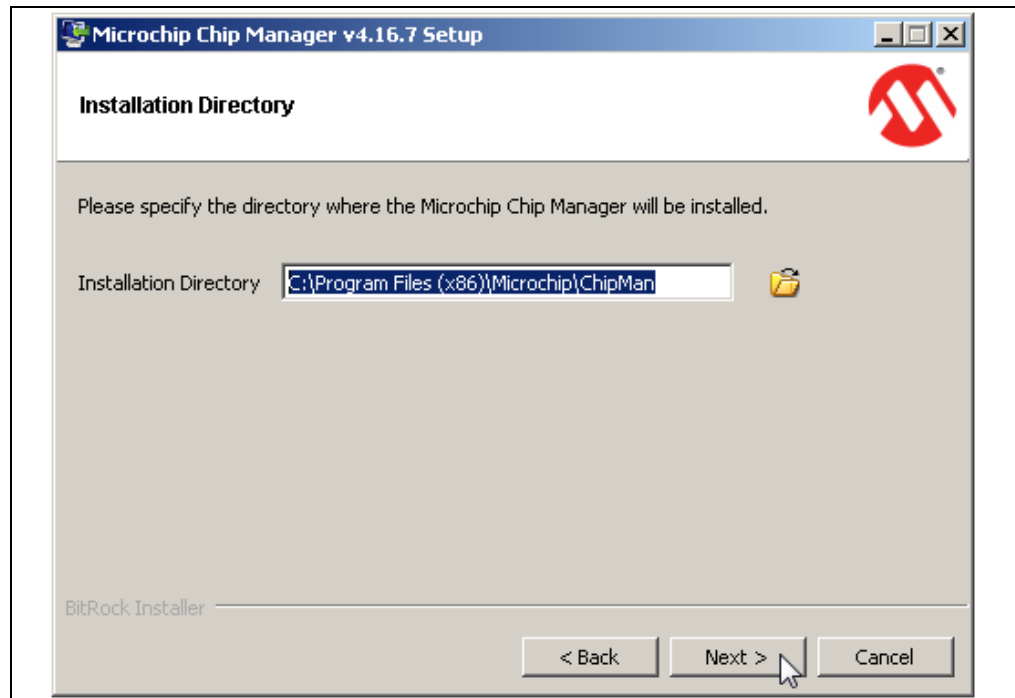 Microchip Chip Manager v4.16.7 Setup
Installation Directory
Please specify the directory where the Microchip Chip Manager will be installed.
Installation Directory C:\Program Files (x86)\Microchip\ChipMan
BitRock Installer
< Back Next > Cancel